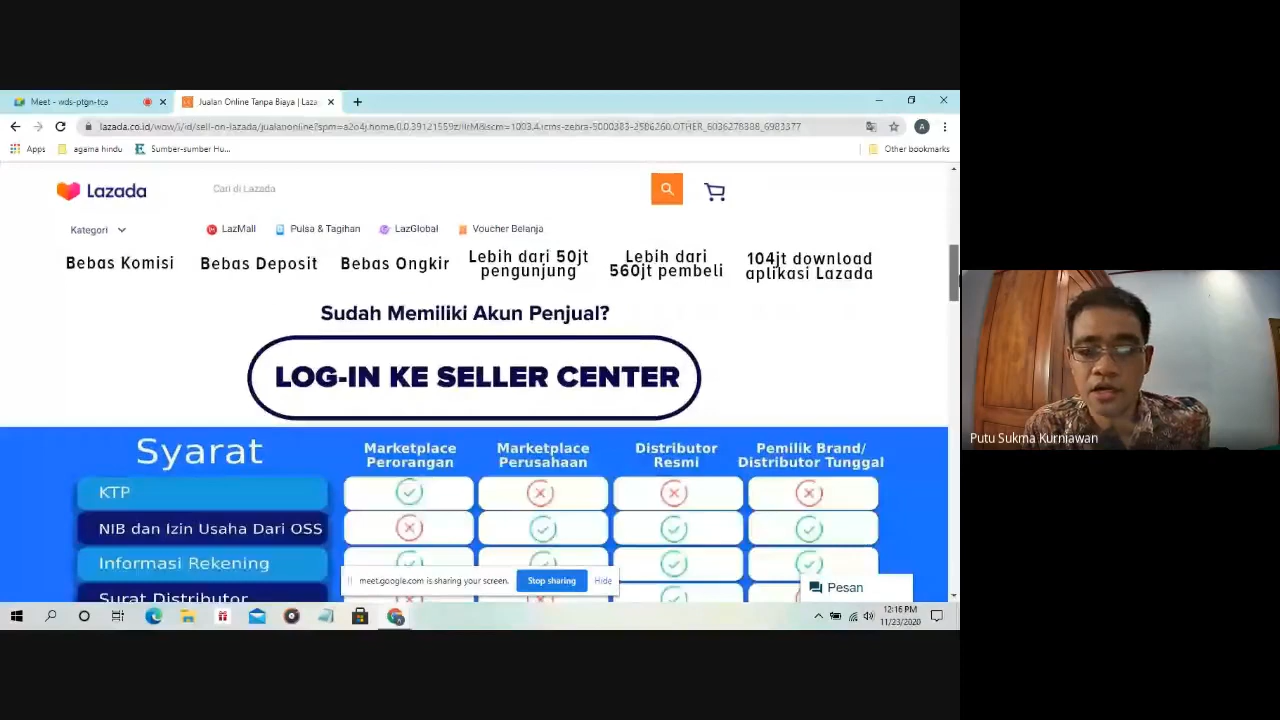 Meet - wds-ptgn-tca
Jualan Online Tanpa Biaya | Laza
Apps
agama hindu
Sumber-sumber Hu...
Other bookmarks
A
Lazada
Cari di Lazada
Kategori
LazMall
Pulsa & Tagihan
LazGlobal
Voucher Belanja
Bebas Komisi
Bebas Deposit
Bebas Ongkir
Lebih dari 50jt
pengunjung
Lebih dari
560jt pembeli
104jt download
aplikasi Lazada
Sudah Memiliki Akun Penjual?
LOG-IN KE SELLER CENTER
Syarat
Marketplace
Perorangan
Marketplace
Perusahaan
Distributor
Resmi
Pemilik Brand/
Distributor Tunggal
KTP
NIB dan Izin Usaha Dari OSS
Informasi Rekening
Surat Distributor
meet.google.com is sharing your screen.
Stop sharing
Hide
Pesan
12:16 PM
11/23/2020
Putu Sukma Kurniawan